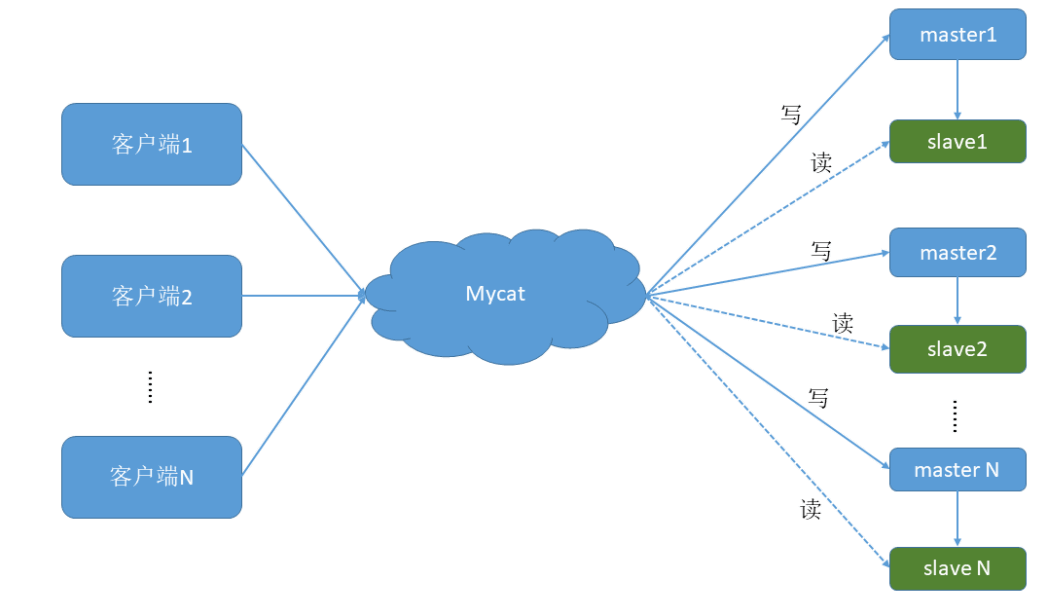 客户端1
客户端2
客户端N
Mycat
写
读
写
读
写
读
master1
slave1
master2
slave2
master N
slave N